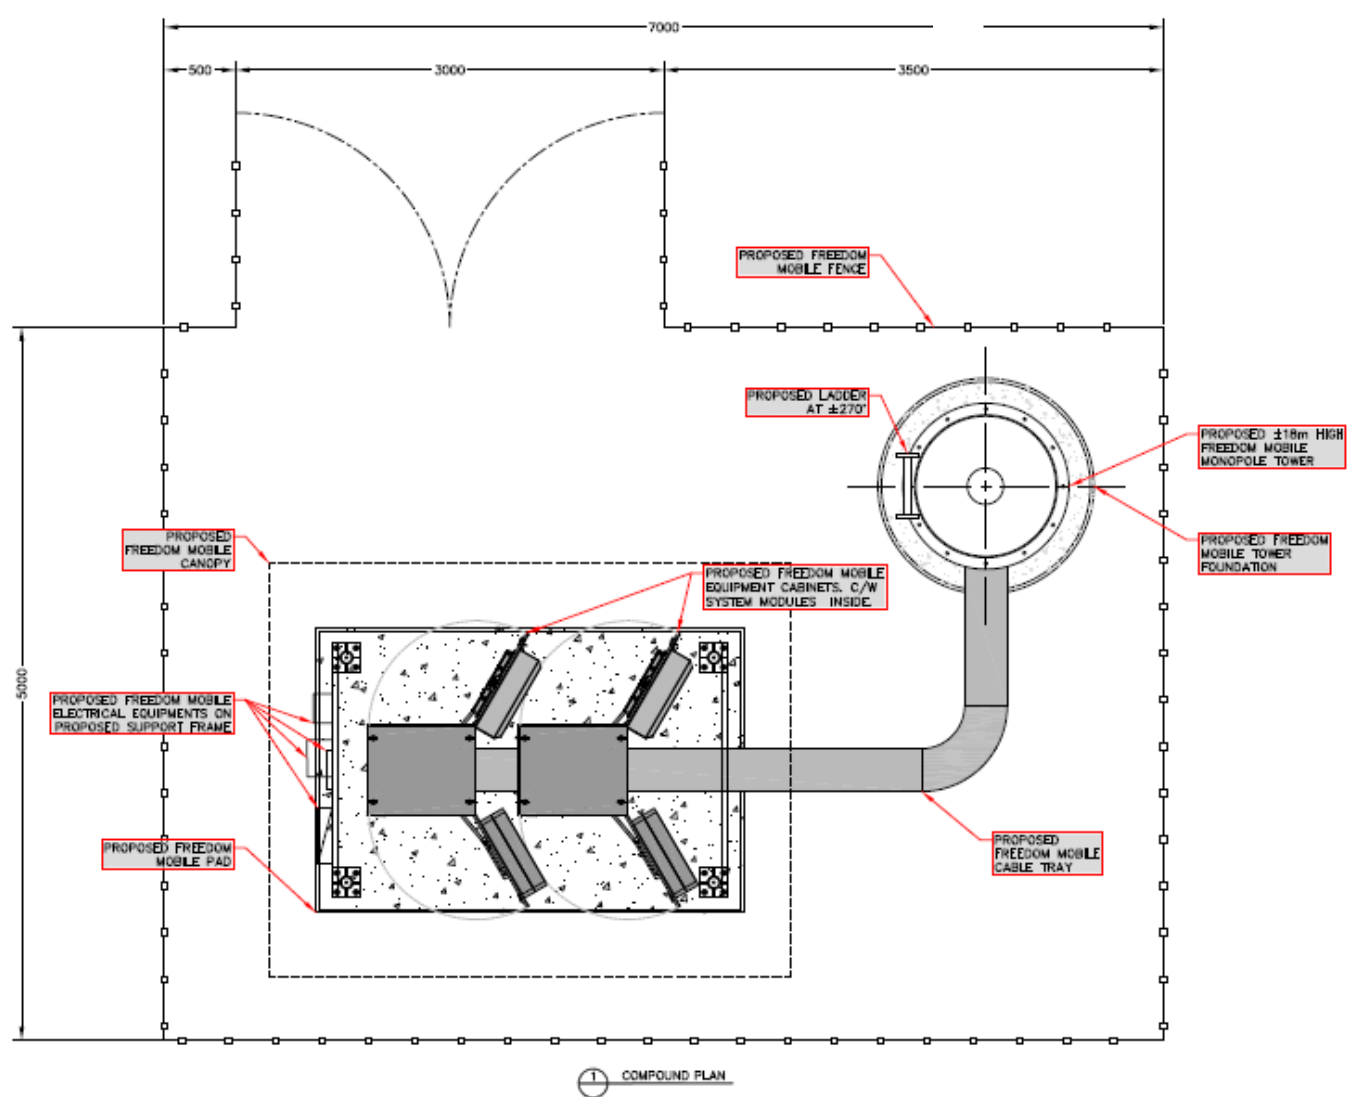 7000
500
3000
3500
PROPOSED FREEDOM
MOBILE FENCE
PROPOSED LADDER
AT ±270°
PROPOSED ±18m HIGH
FREEDOM MOBILE
MONOPOLE TOWER
PROPOSED
FREEDOM MOBILE
CANOPY
PROPOSED FREEDOM
MOBILE TOWER
FOUNDATION
PROPOSED FREEDOM MOBILE
EQUIPMENT CABINETS. C/W
SYSTEM MODULES INSIDE.
5000
PROPOSED FREEDOM MOBILE
ELECTRICAL EQUIPMENTS ON
PROPOSED SUPPORT FRAME
PROPOSED FREEDOM
MOBILE PAD
PROPOSED
FREEDOM MOBILE
CABLE TRAY
1 COMPOUND PLAN